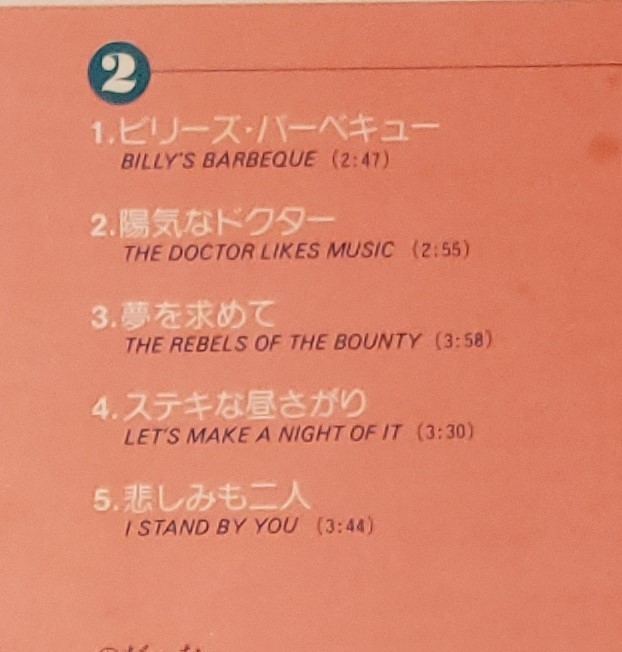 2
1.ビリーズ・バーベキュー
BILLY'S BARBEQUE (2:47)
2.陽気なドクター
THE DOCTOR LIKES MUSIC (2:55)
3.夢を求めて
THE REBELS OF THE BOUNTY (3:58)
4.ステキな昼さがり
LET'S MAKE A NIGHT OF IT (3:30)
5.悲しみも二人
I STAND BY YOU (3:44)